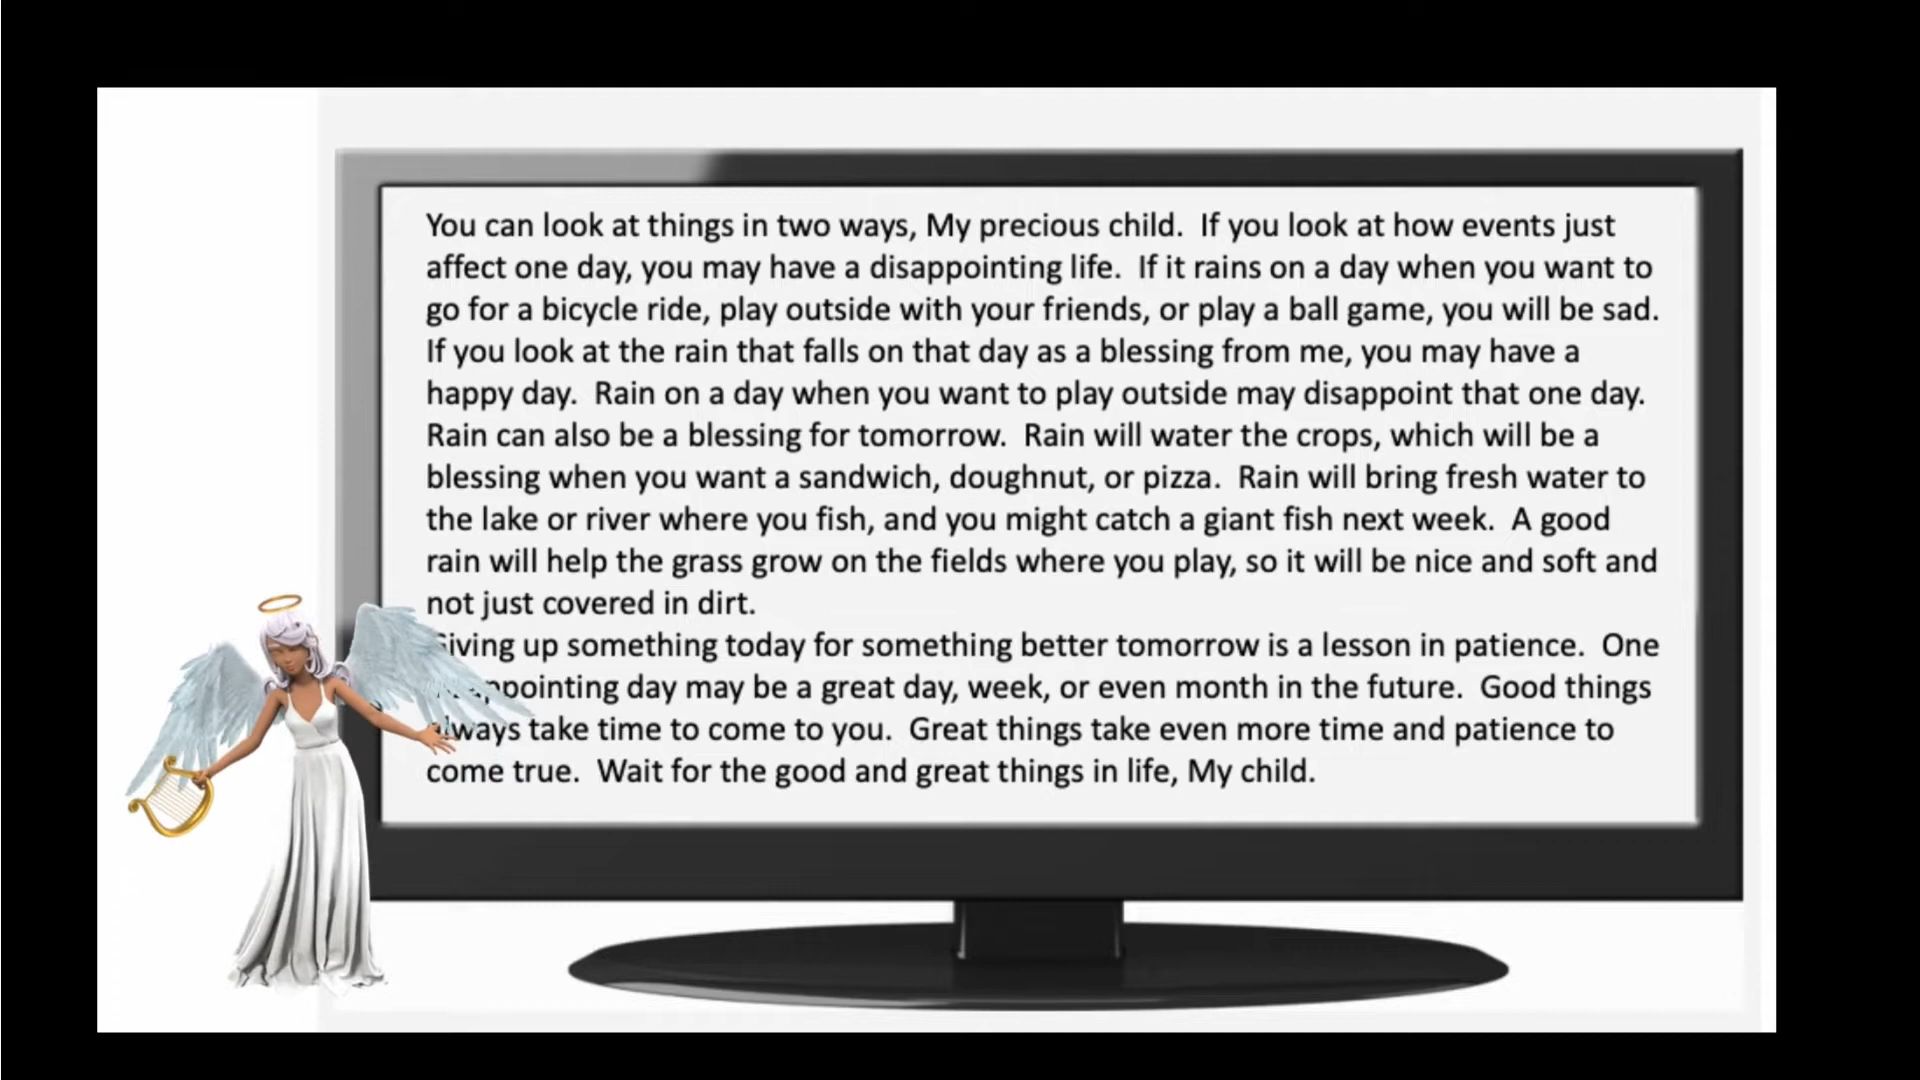 You can look at things in two ways, My precious child.  If you look at how events just
affect one day, you may have a disappointing life.  If it rains on a day when you want to
go for a bicycle ride, play outside with your friends, or play a ball game, you will be sad.
If you look at the rain that falls on that day as a blessing from me, you may have a
happy day.  Rain on a day when you want to play outside may disappoint that one day.
Rain can also be a blessing for tomorrow.  Rain will water the crops, which will be a
blessing when you want a sandwich, doughnut, or pizza.  Rain will bring fresh water to
the lake or river where you fish, and you might catch a giant fish next week.  A good
rain will help the grass grow on the fields where you play, so it will be nice and soft and
not just covered in dirt.
Giving up something today for something better tomorrow is a lesson in patience.  One
day may be a great day, week, or even month in the future.  Good things
always take time to come to you.  Great things take even more time and patience to
come true.  Wait for the good and great things in life, My child.